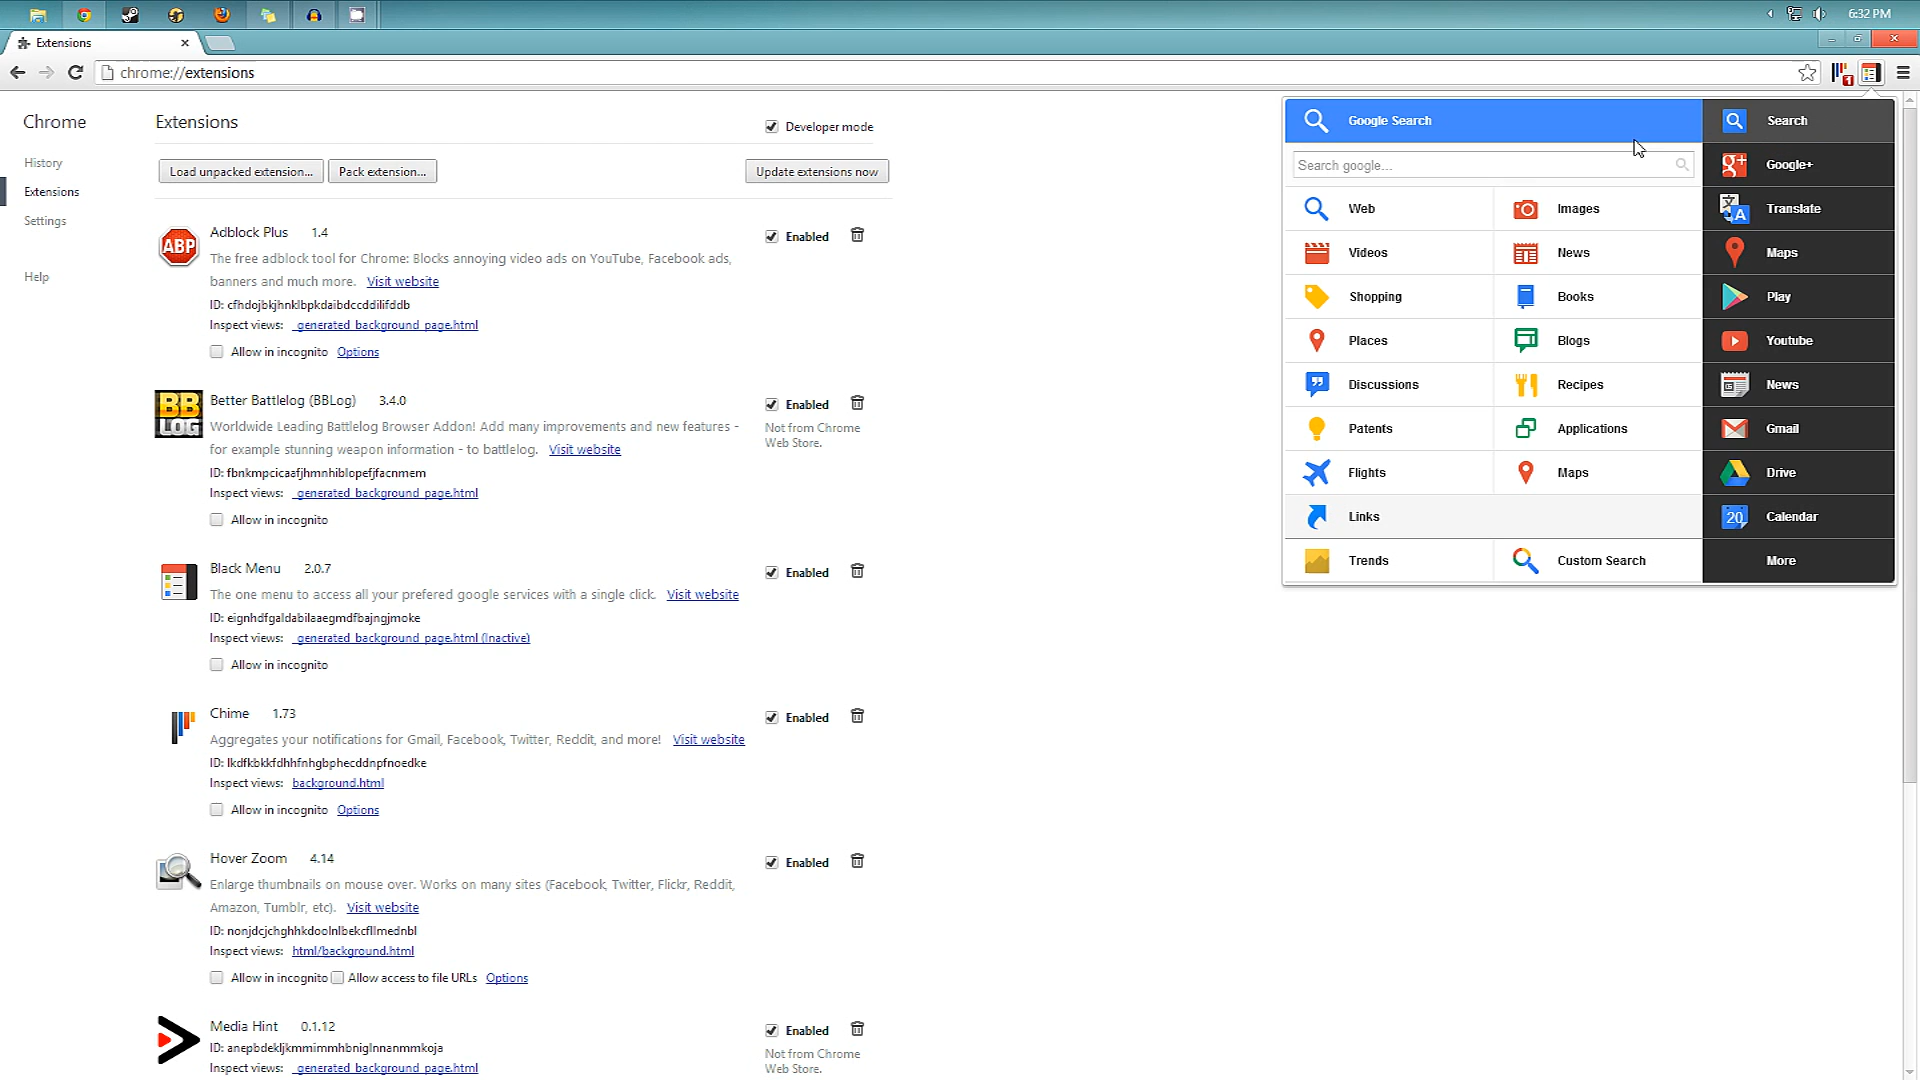 6:32 PM
Extensions
chrome://extensions
1
Chrome
History
Extensions
Settings
Help
Extensions
Developer mode
Load unpacked extension...
Pack extension...
Update extensions now
ABP
Adblock Plus 1.4
The free adblock tool for Chrome: Blocks annoying video ads on YouTube, Facebook ads,
banners and much more. Visit website
ID: cfhdojbkjhnklbpkdaibdccddilifddb
Inspect views: _generated_background_page.html
Allow in incognito Options
Enabled
BB
LOG
Better Battlelog (BBLog) 3.4.0
Worldwide Leading Battlelog Browser Addon! Add many improvements and new features -
for example stunning weapon information - to battlelog. Visit website
ID: fbnkmpcicaafjhmnhiblopefjfacnmem
Inspect views: _generated_background_page.html
Allow in incognito
Enabled
Not from Chrome
Web Store.
Black Menu 2.0.7
The one menu to access all your prefered google services with a single click. Visit website
ID: eignhdfgaldabilaaegmdfbajngjmoke
Inspect views: _generated_background_page.html (Inactive)
Allow in incognito
Enabled
Chime 1.73
Aggregates your notifications for Gmail, Facebook, Twitter, Reddit, and more! Visit website
ID: lkdfkbkkfdhhfnhgbphecddnpfnoedke
Inspect views: background.html
Allow in incognito Options
Enabled
Hover Zoom 4.14
Enlarge thumbnails on mouse over. Works on many sites (Facebook, Twitter, Flickr, Reddit,
Amazon, Tumblr, etc). Visit website
ID: nonjdcjchghhkdoolnlbekcfllmednbl
Inspect views: html/background.html
Allow in incognito Allow access to file URLs Options
Enabled
Media Hint 0.1.12
ID: anepbdekljkmmimmhbniglnnanmmkoja
Inspect views: _generated_background_page.html
Enabled
Not from Chrome
Web Store.
Google Search
Search google...
Web Images
Videos News
Shopping Books
Places Blogs
Discussions Recipes
Patents Applications
Flights Maps
Links
Trends Custom Search
Search
g+ Google+
文 A Translate
Maps
Play
Youtube
News
Gmail
Drive
20 Calendar
More